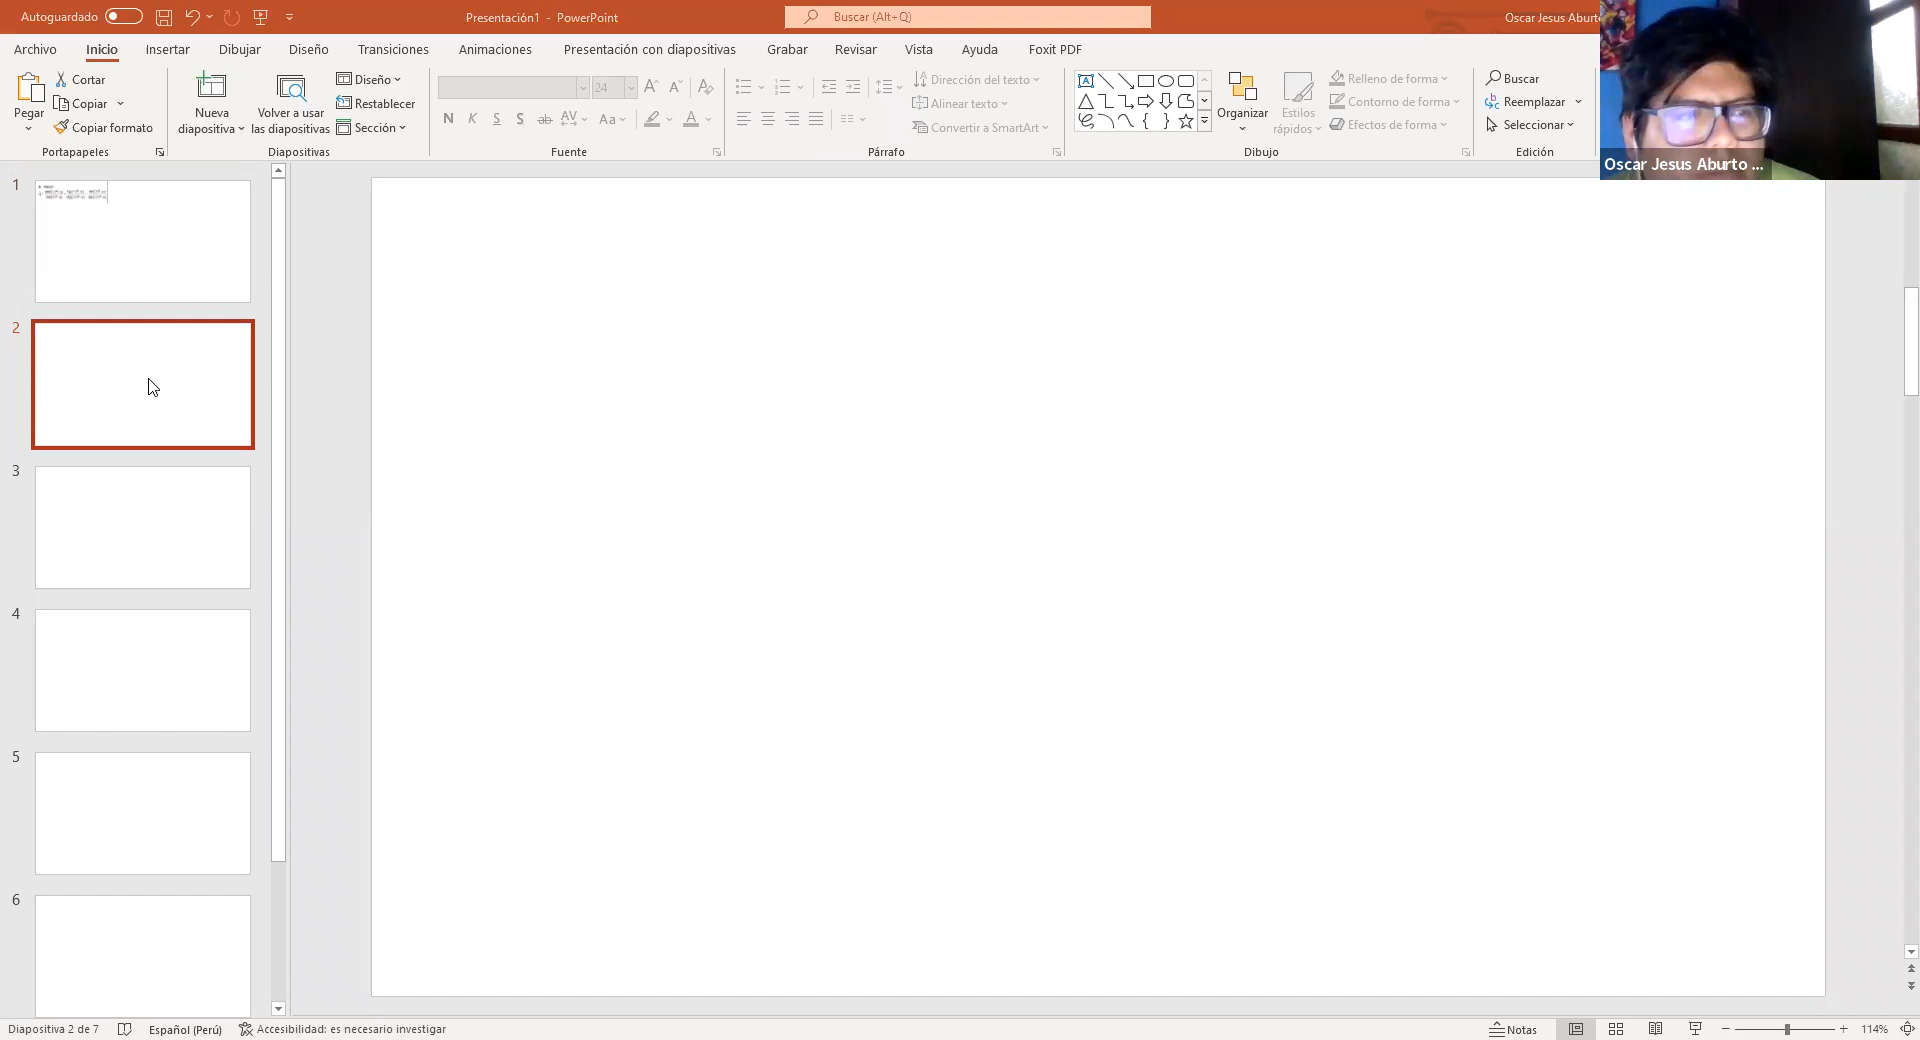 Autoguardado
Presentación1 - PowerPoint
Buscar (Alt+Q)
Oscar Jesus Aburto
Archivo
Inicio
Insertar
Dibujar
Diseño
Transiciones
Animaciones
Presentación con diapositivas
Grabar
Revisar
Vista
Ayuda
Foxit PDF
Pegar
Cortar
Copiar
Copiar formato
Portapapeles
Nueva
diapositiva
Volver a usar
las diapositivas
Diseño
Restablecer
Sección
Diapositivas
24
N K S S ab AV Aa A
Fuente
Dirección del texto
Alinear texto
Convertir a SmartArt
Párrafo
Organizar
Estilos
rápidos
Relleno de forma
Contorno de forma
Efectos de forma
Dibujo
Buscar
Reemplazar
Seleccionar
Edición
Oscar Jesus Aburto ...
1
2
3
4
5
6
Diapositiva 2 de 7
Español (Perú)
Accesibilidad: es necesario investigar
Notas
114%